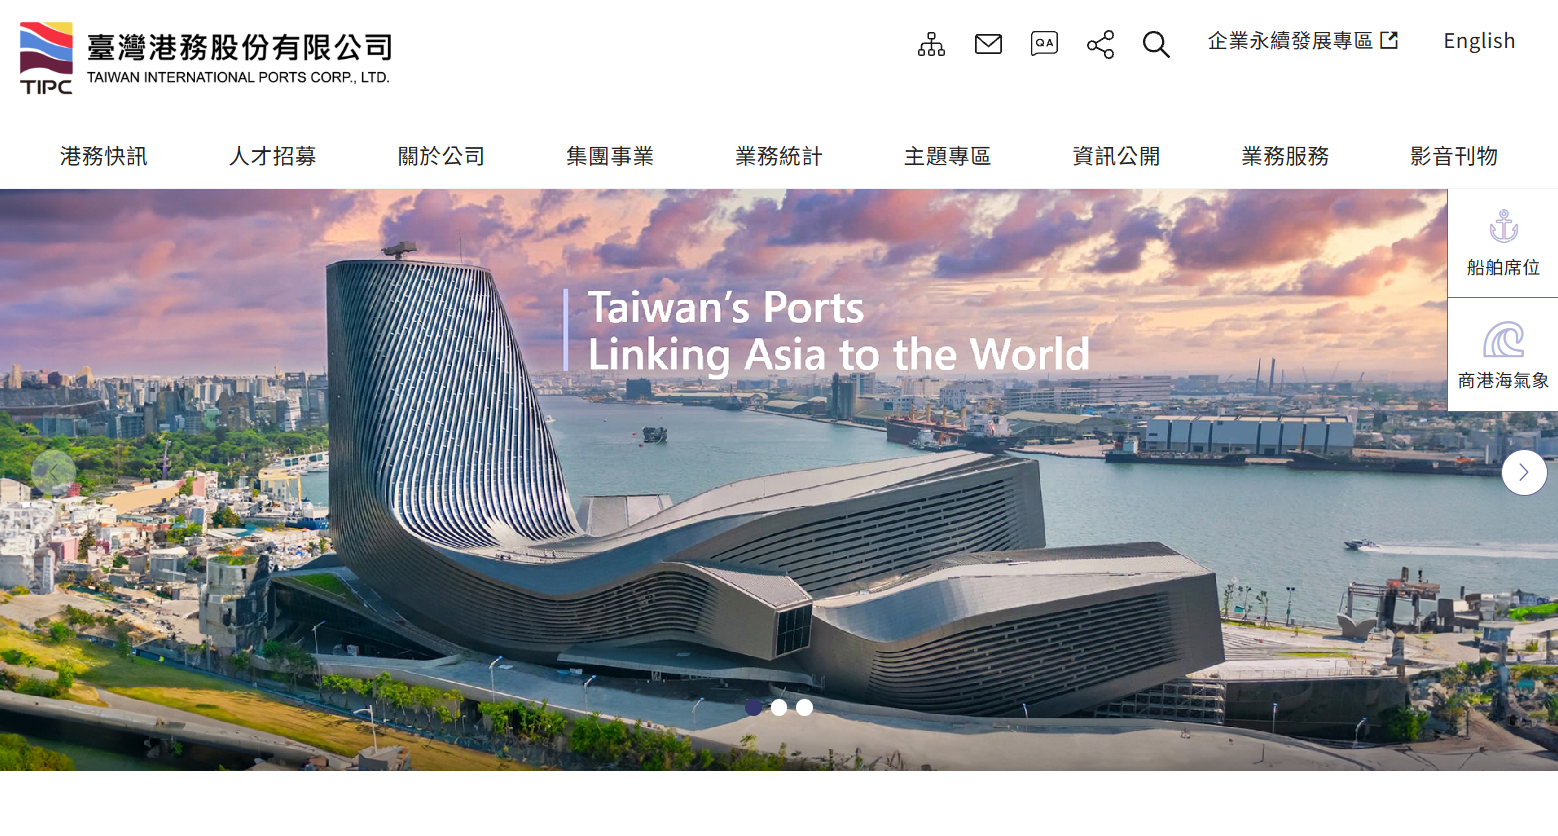 臺灣港務股份有限公司
TAIWAN INTERNATIONAL PORTS CORP., LTD.
TIPC
QA
企業永續發展專區
English
港務快訊
人才招募
關於公司
集團事業
業務統計
主題專區
資訊公開
業務服務
影音刊物
船舶席位
商港海氣象
Taiwan's Ports
Linking Asia to the World